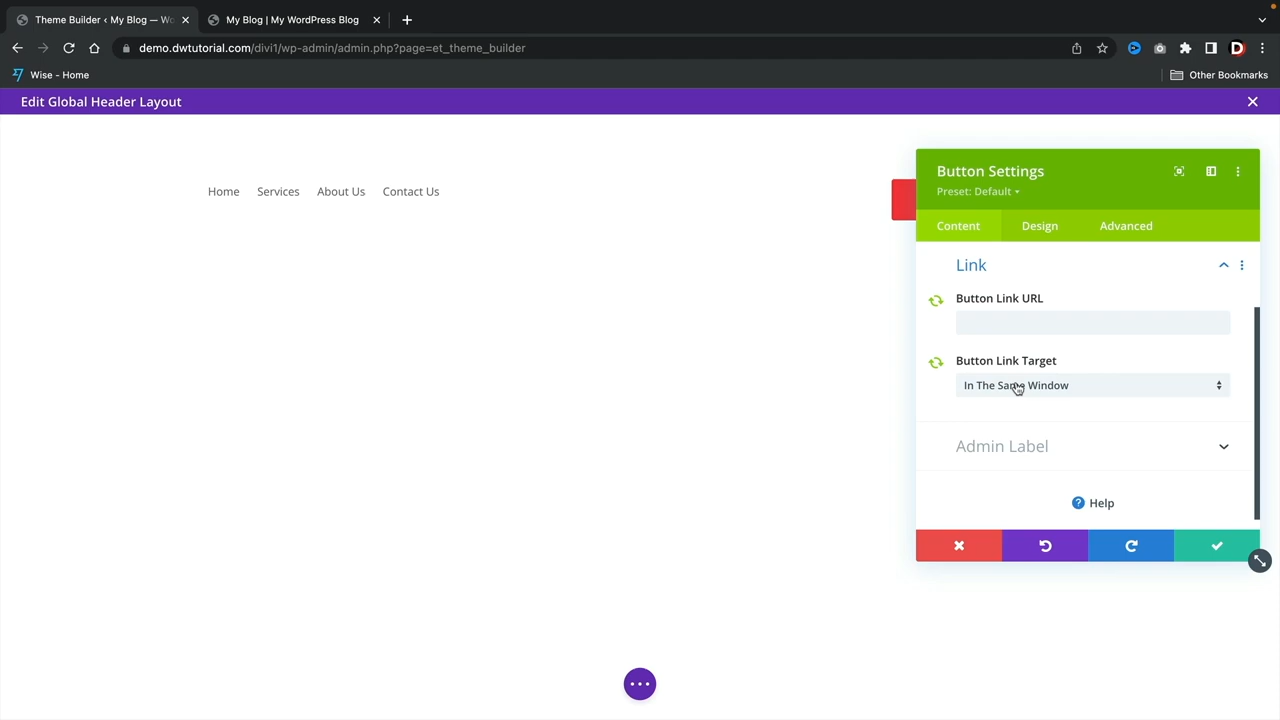 Theme Builder ‹ My Blog — Wo
My Blog | My WordPress Blog
demo.dwtutorial.com/divi1/wp-admin/admin.php?page=et_theme_builder
D
Wise - Home
Other Bookmarks
Edit Global Header Layout
Home
Services
About Us
Contact Us
Button Settings
Preset: Default
Content
Design
Advanced
Link
Button Link URL
Button Link Target
In The Same Window
Admin Label
? Help